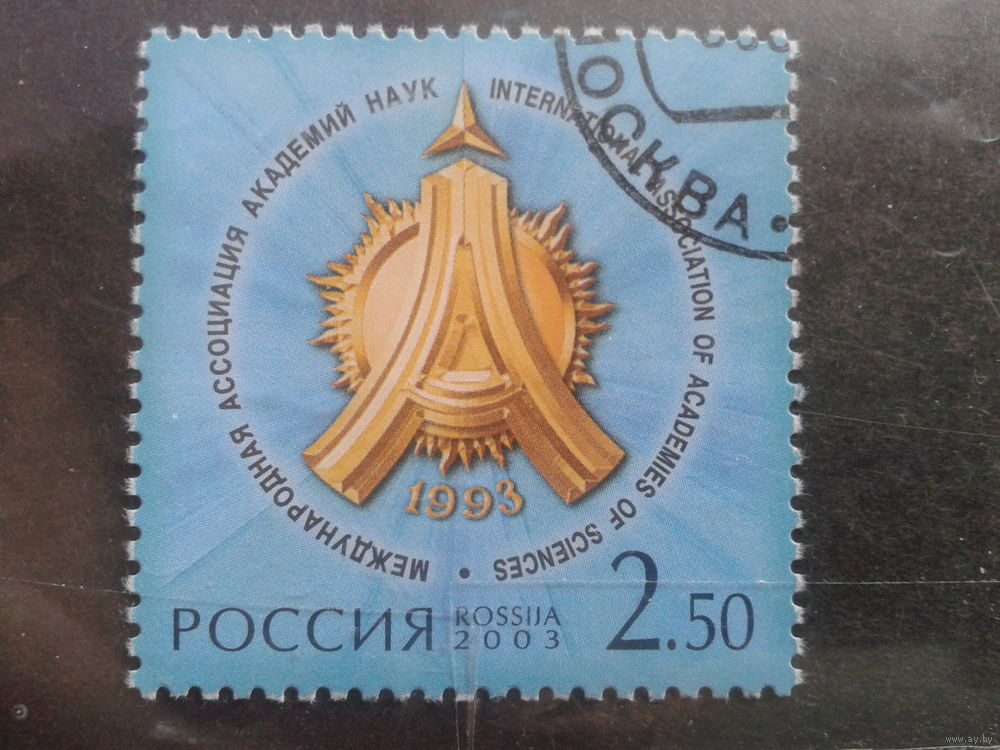 МЕЖДУНАРОДНАЯ АССОЦИАЦИЯ АКАДЕМИЙ НАУК
INTERNATIONAL ASSOCIATION OF ACADEMIES OF SCIENCES
МОСКВА
1993
РОССИЯ
ROSSIJA
2003
2.50
www.ay.by